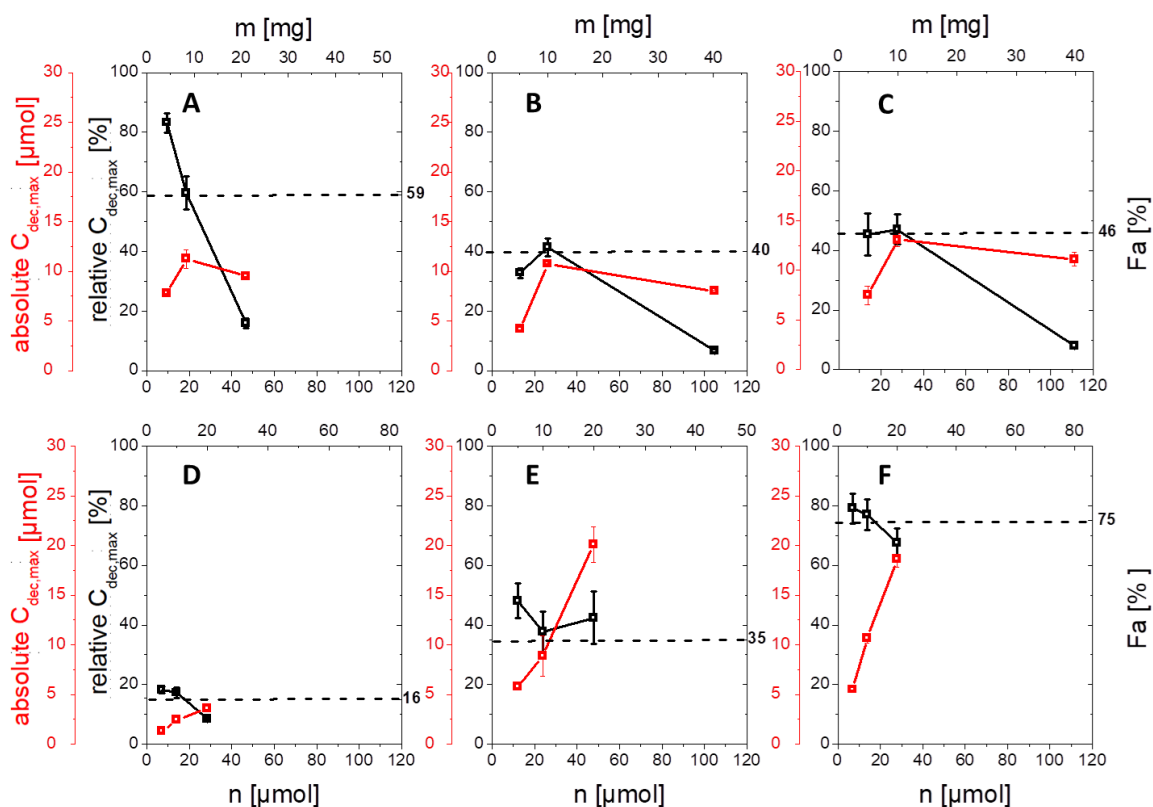 m [mg]
m [mg]
m [mg]
0 10 20 30 40 50
0 10 20 30 40
0 10 20 30 40
absolute C_dec,max [µmol]
relative C_dec,max [%]
30 25 20 15 10 5 0
100 80 60 40 20 0
A
59
30 25 20 15 10 5 0
100 80 60 40 20 0
B
40
30 25 20 15 10 5 0
100 80 60 40 20 0
C
46
Fa [%]
0 20 40 60 80 100 120
0 20 40 60 80 100 120
20 40 60 80 100 120
0 20 40 60 80
0 10 20 30 40 50
0 20 40 60 80
absolute C_dec,max [µmol]
relative C_dec,max [%]
30 25 20 15 10 5 0
100 80 60 40 20 0
D
16
30 25 20 15 10 5 0
100 80 60 40 20 0
E
35
30 25 20 15 10 5 0
100 80 60 40 20 0
F
75
Fa [% ]
0 20 40 60 80 100 120
0 20 40 60 80 100 120
0 20 40 60 80 100 120
n [µmol]
n [µmol]
n [µmol]